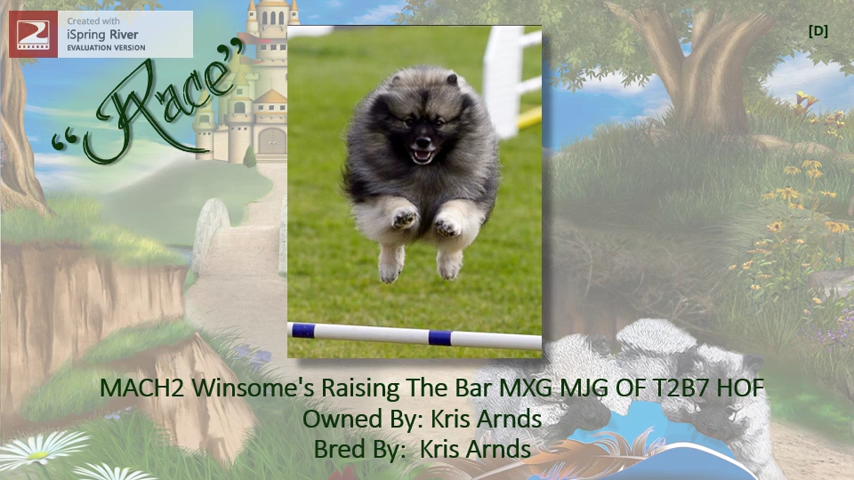 Created with
iSpring River
EVALUATION VERSION
[D]
“Race”
MACH2 Winsome's Raising The Bar MXG MJG OF T2B7 HOF
Owned By: Kris Arnds
Bred By: Kris Arnds